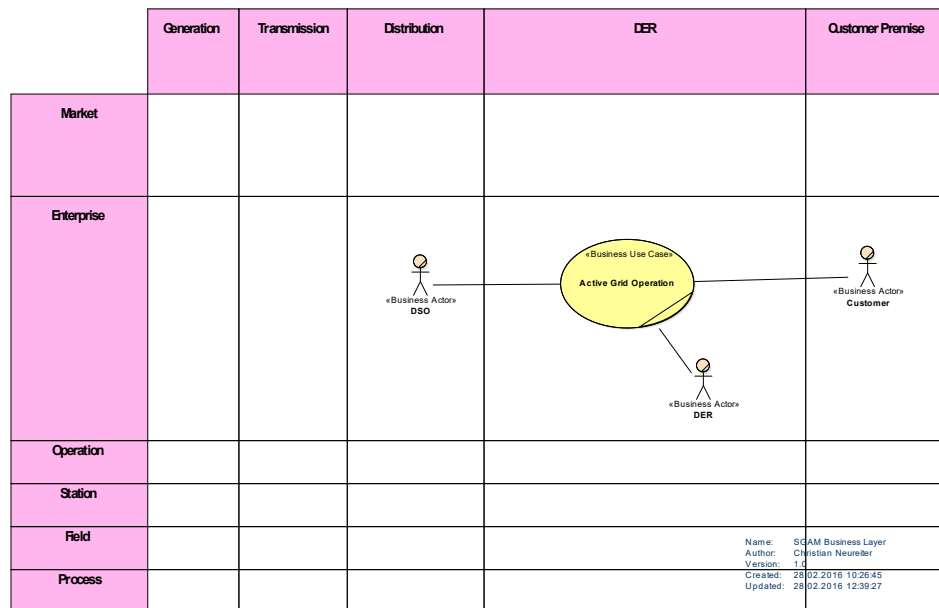 Generation Transmission Distribution DER Customer Premise
Market
Enterprise
«Business Use Case»
Active Grid Operation
«Business Actor»
DSO
«Business Actor»
Customer
«Business Actor»
DER
Operation
Station
Field
Process
Name: SGAM Business Layer
Author: Christian Neureiter
Version: 1.0
Created: 28.02.2016 10:26:45
Updated: 28.02.2016 12:39:27